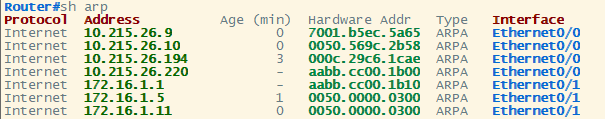 Router#sh arp
Protocol Address Age (min) Hardware Addr Type Interface
Internet 10.215.26.9 0 7001.b5ec.5a65 ARPA Ethernet0/0
Internet 10.215.26.10 0 0050.569c.2b58 ARPA Ethernet0/0
Internet 10.215.26.194 3 000c.29c6.1cae ARPA Ethernet0/0
Internet 10.215.26.220 - aabb.cc00.1b00 ARPA Ethernet0/0
Internet 172.16.1.1 - aabb.cc00.1b10 ARPA Ethernet0/1
Internet 172.16.1.5 1 0050.0000.0300 ARPA Ethernet0/1
Internet 172.16.1.11 0 0050.0000.0300 ARPA Ethernet0/1